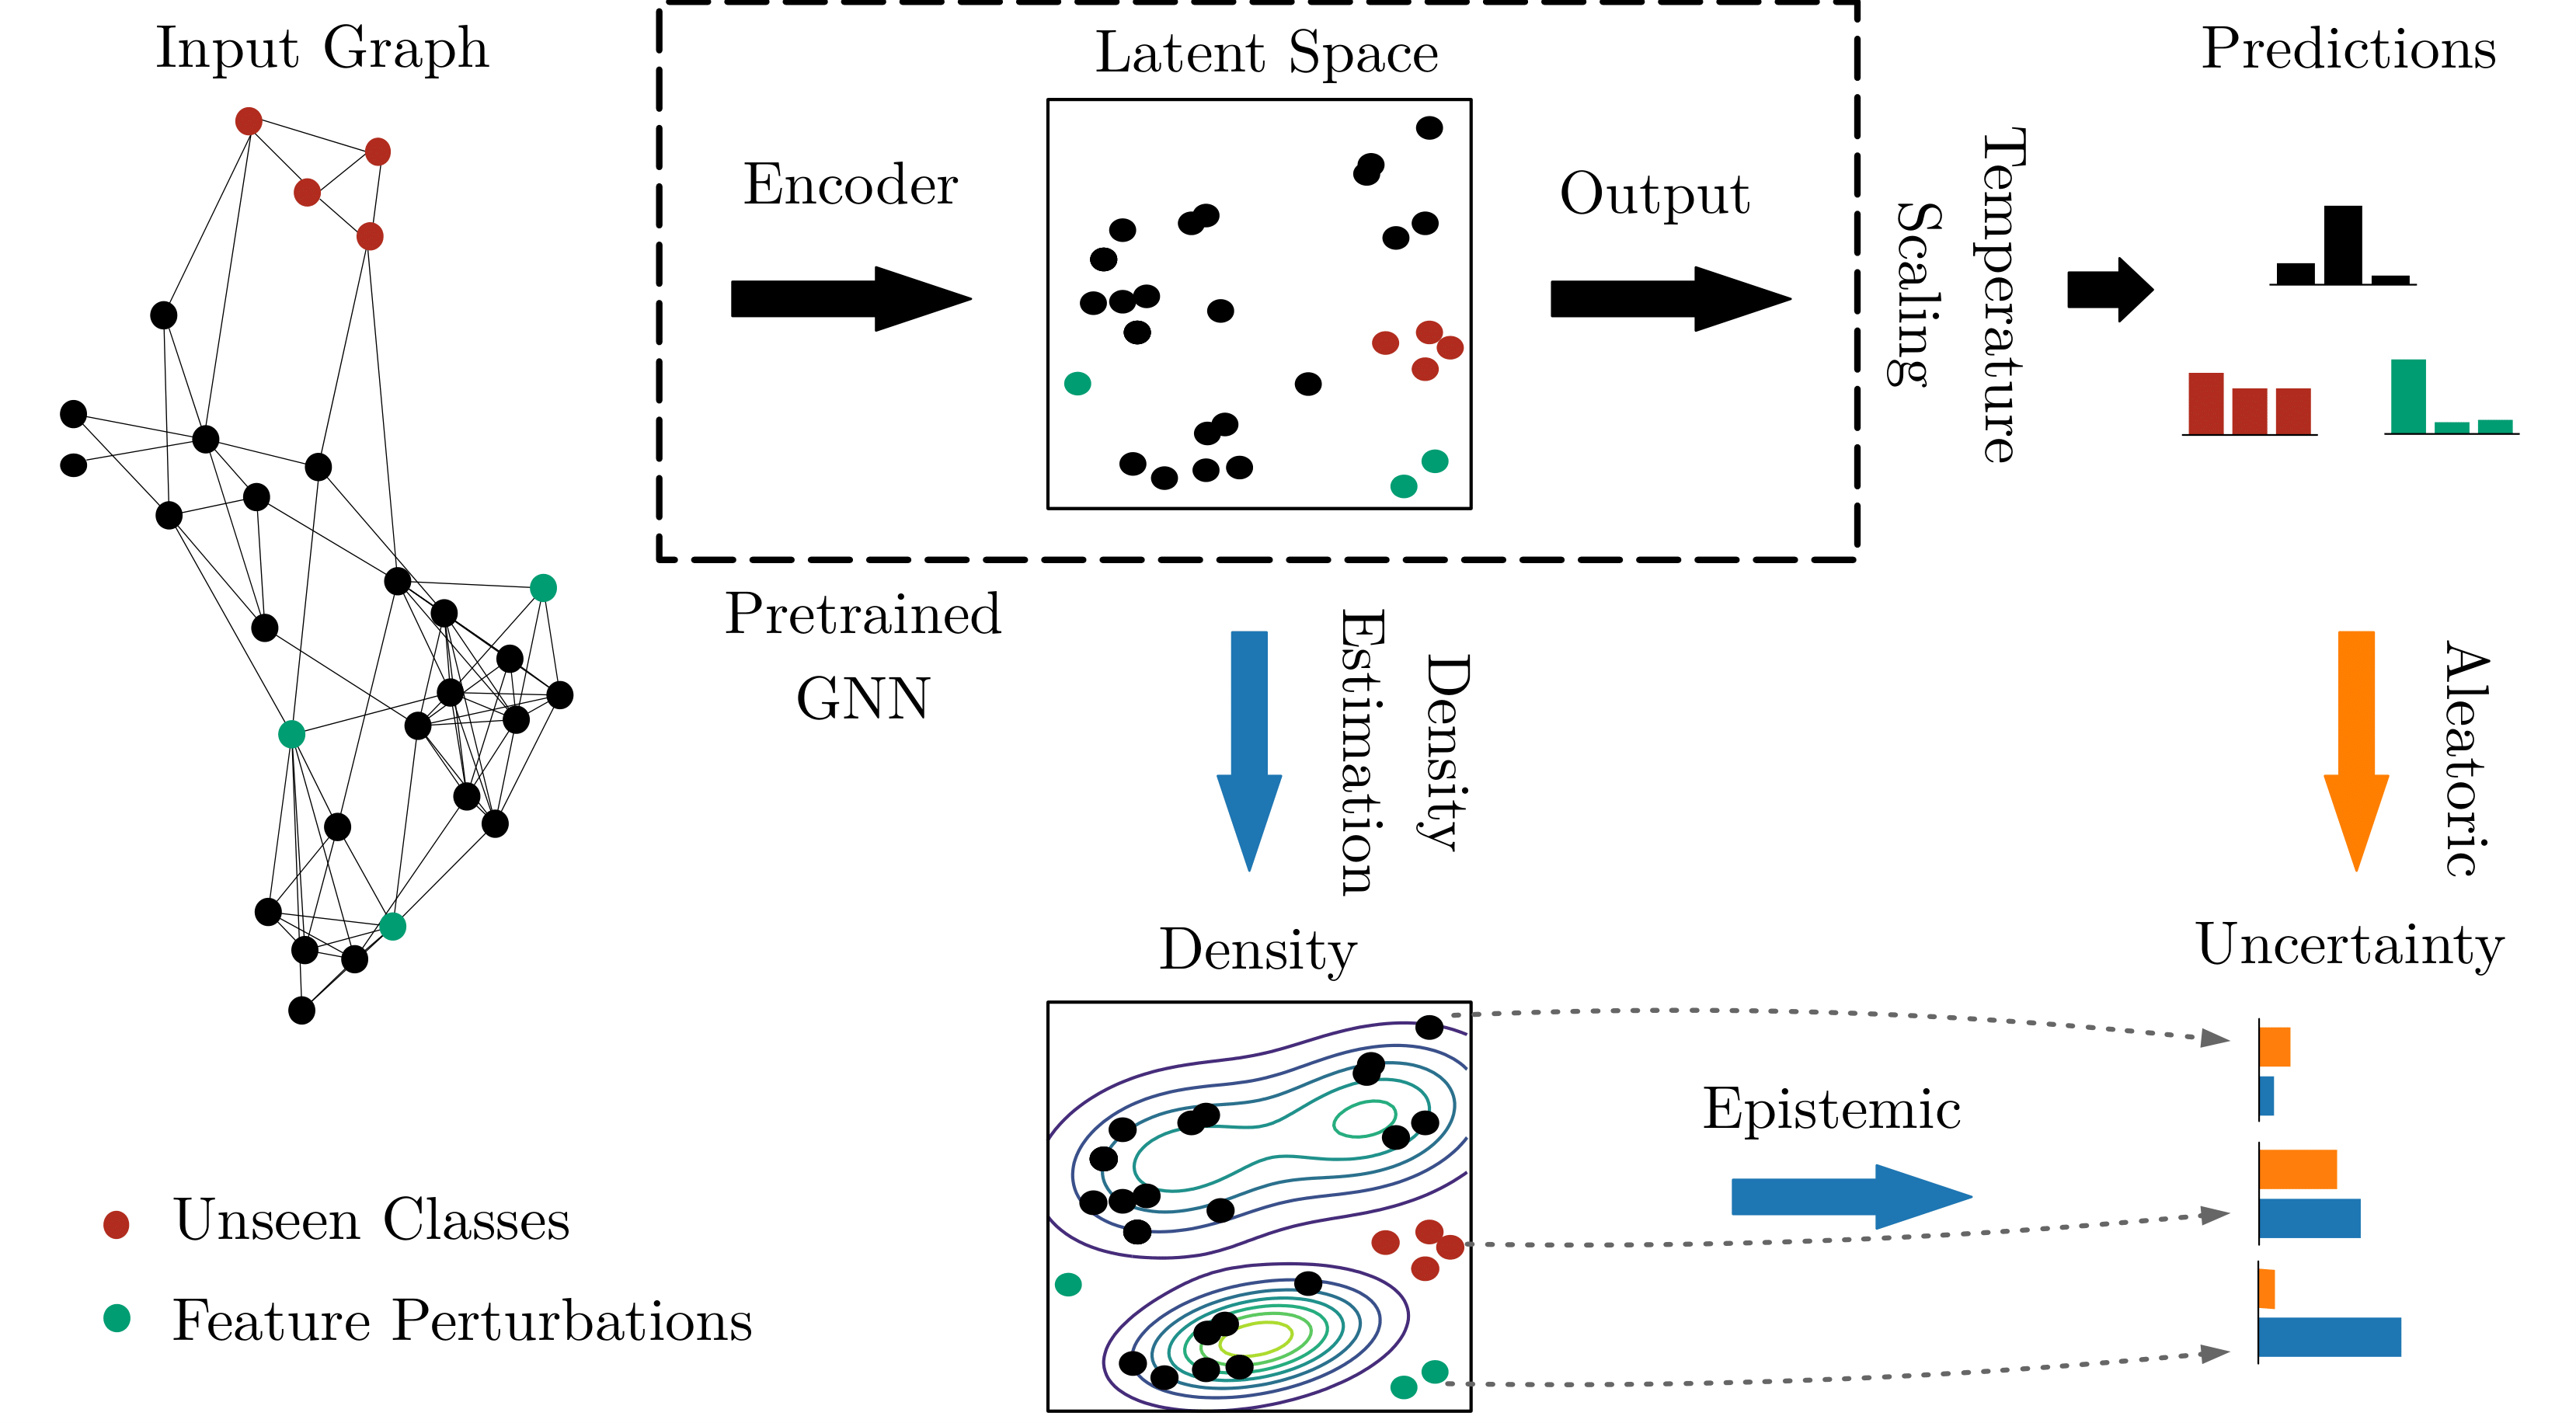 Input Graph
Latent Space
Predictions
Encoder
Output
Temperature
Scaling
Pretrained
GNN
Density
Estimation
Aleatoric
Density
Uncertainty
Epistemic
Unseen Classes
Feature Perturbations